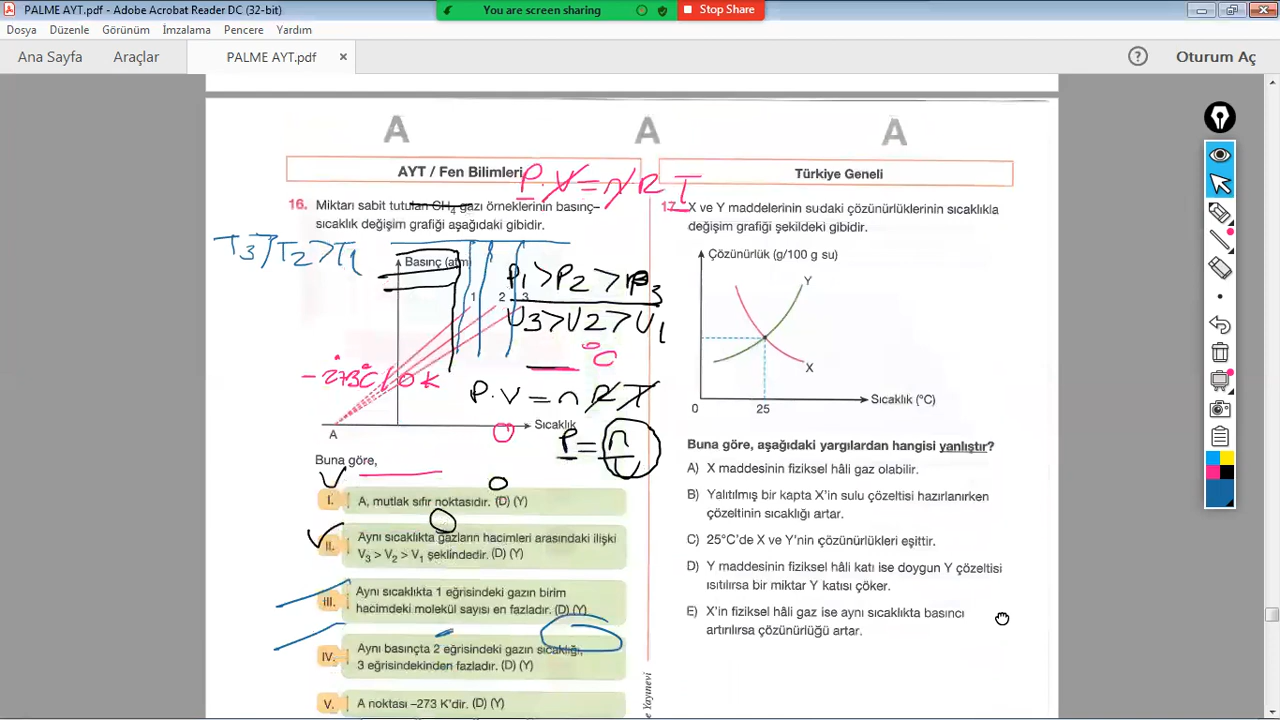 PALME AYT.pdf - Adobe Acrobat Reader DC (32-bit)
You are screen sharing
Stop Share
Dosya Düzenle Görünüm İmzalama Pencere Yardım
Ana Sayfa Araçlar PALME AYT.pdf × Oturum Aç
A A A
AYT / Fen Bilimleri
P.V=nRT
16. Miktarı sabit tutulan CH4 gazı örneklerinin basınç–
sıcaklık değişim grafiği aşağıdaki gibidir.
T3>T2>T1
Basınç (atm)
P1>P2>P3
1 2 3
V3>V2>V1
°C
-273°C/0 K
P.V=nRT
Sıcaklık
A
P=n/V
Buna göre,
I. A, mutlak sıfır noktasıdır. (D) (Y)
II. Aynı sıcaklıkta gazların hacimleri arasındaki ilişki
V3 > V2 > V1 şeklindedir. (D) (Y)
III. Aynı sıcaklıkta 1 eğrisindeki gazın birim
hacimdeki molekül sayısı en fazladır. (D) (Y)
IV. Aynı basınçta 2 eğrisindeki gazın sıcaklığı,
3 eğrisindekinden fazladır. (D) (Y)
V. A noktası –273 K'dir. (D) (Y)
Türkiye Geneli
17. X ve Y maddelerinin sudaki çözünürlüklerinin sıcaklıkla
değişim grafiği şekildeki gibidir.
Çözünürlük (g/100 g su)
Y
X
0 25 Sıcaklık (°C)
Buna göre, aşağıdaki yargılardan hangisi yanlıştır?
A) X maddesinin fiziksel hâli gaz olabilir.
B) Yalıtılmış bir kapta X'in sulu çözeltisi hazırlanırken
çözeltinin sıcaklığı artar.
C) 25°C'de X ve Y'nin çözünürlükleri eşittir.
D) Y maddesinin fiziksel hâli katı ise doygun Y çözeltisi
ısıtılırsa bir miktar Y katısı çöker.
E) X'in fiziksel hâli gaz ise aynı sıcaklıkta basıncı
artırılırsa çözünürlüğü artar.
e Yayınevi